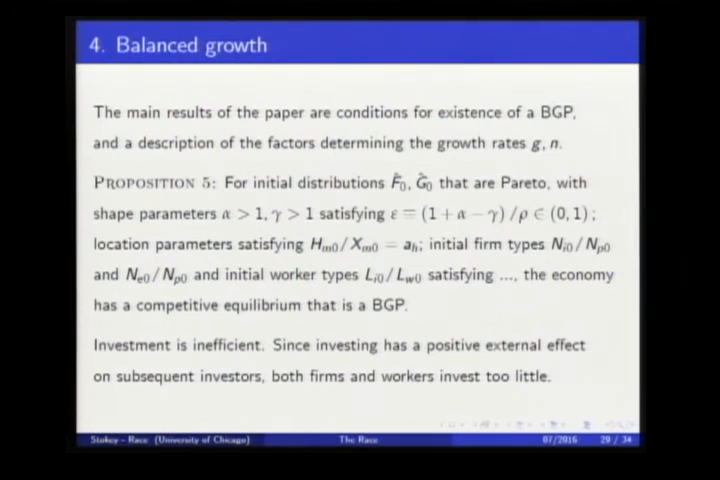 4. Balanced growth
The main results of the paper are conditions for existence of a BGP,
and a description of the factors determining the growth rates g, n.
PROPOSITION 5: For initial distributions F̂₀, Ĝ₀ that are Pareto, with
shape parameters α > 1, γ > 1 satisfying ε ≡ (1 + α − γ) /ρ ∈ (0, 1) ;
location parameters satisfying Hₘ₀/Xₘ₀ = aₕ; initial firm types Nᵢ₀/Nₚ₀
and Nₑ₀/Nₚ₀ and initial worker types Lᵢ₀/L_w₀ satisfying ..., the economy
has a competitive equilibrium that is a BGP.
Investment is inefficient. Since investing has a positive external effect
on subsequent investors, both firms and workers invest too little.
Stokey – Race (University of Chicago) The Race 07/2016 29 / 34